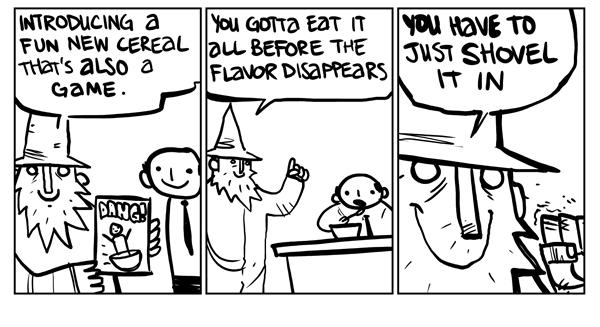 INTRODUCING a
FUN NEW CEREAL
THAT'S aLSO a
GaME.
DANG!
YOU GOTTa EaT IT
aLL BEFORE THE
FLaVOR DISaPPEaRS
YOU HaVE TO
JUST SHOVEL
IT IN